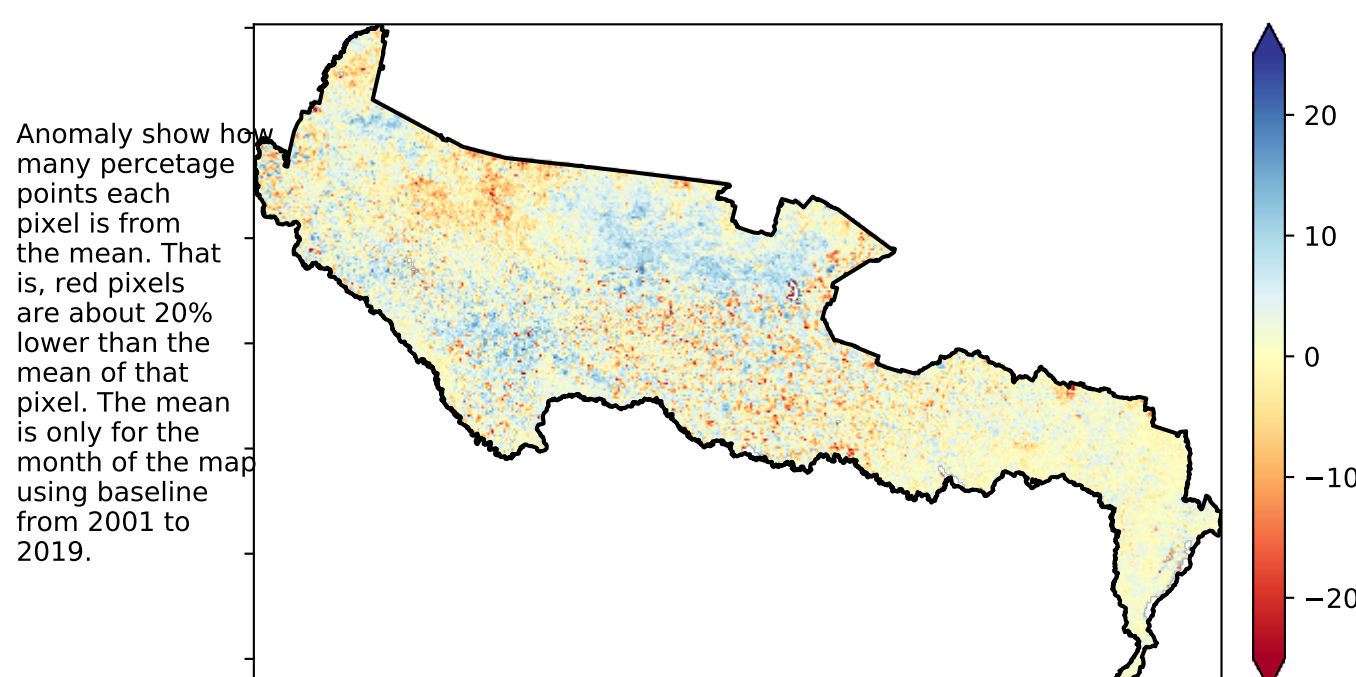 Anomaly show how
many percetage
points each
pixel is from
the mean. That
is, red pixels
are about 20%
lower than the
mean of that
pixel. The mean
is only for the
month of the map
using baseline
from 2001 to
2019.
20
10
0
−10
−20